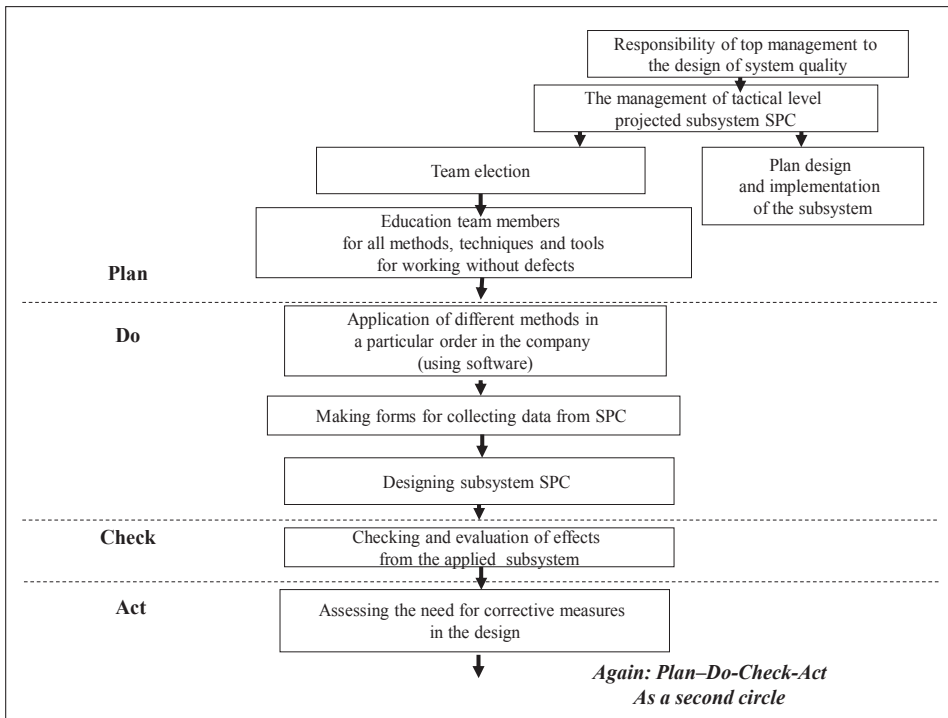 Responsibility of top management to
the design of system quality
The management of tactical level
projected subsystem SPC
Team election
Plan design
and implementation
of the subsystem
Education team members
for all methods, techniques and tools
for working without defects
Plan
Do
Application of different methods in
a particular order in the company
(using software)
Making forms for collecting data from SPC
Designing subsystem SPC
Check
Checking and evaluation of effects
from the applied subsystem
Act
Assessing the need for corrective measures
in the design
Again: Plan–Do-Check-Act
As a second circle